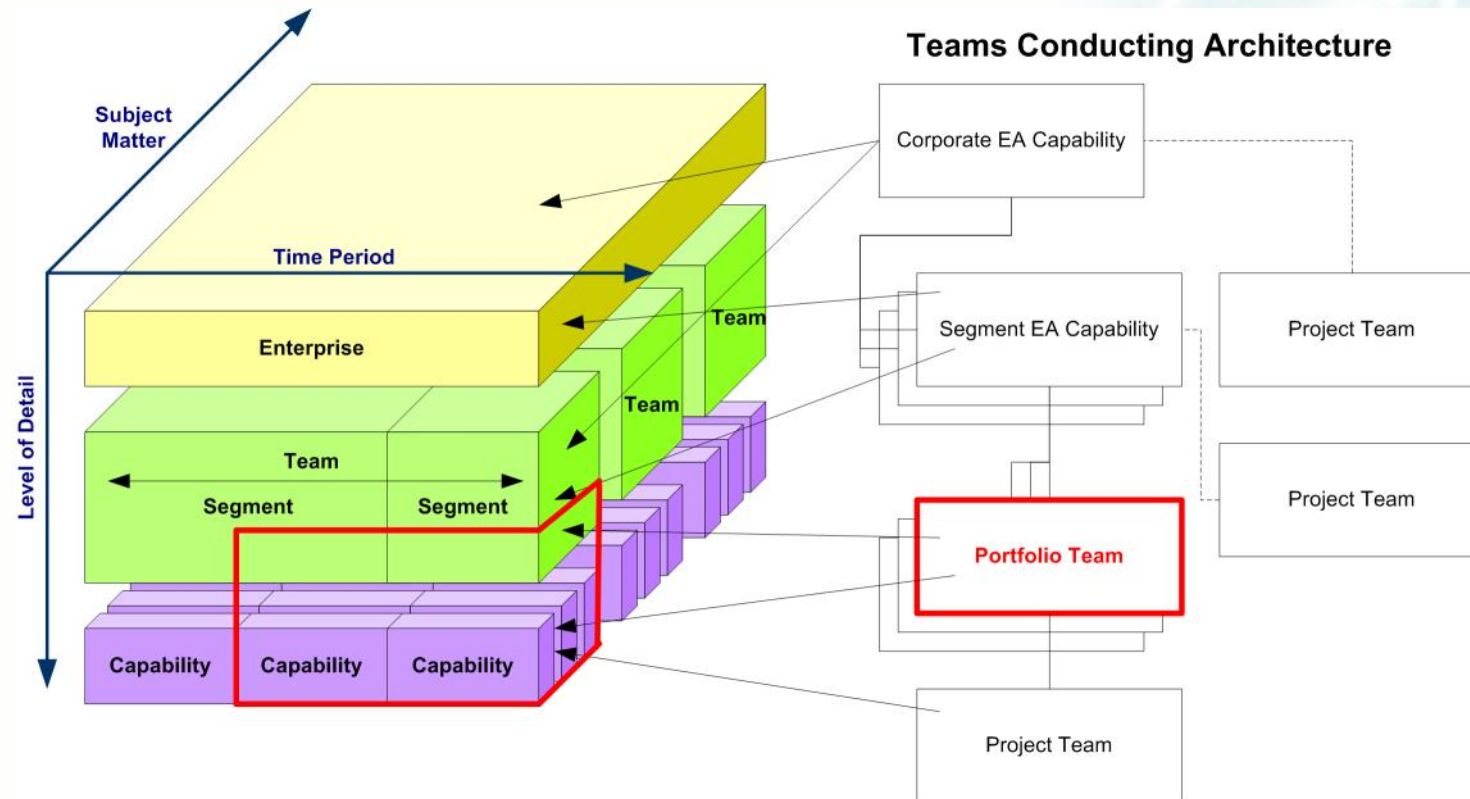 Teams Conducting Architecture
Subject
Matter
Corporate EA Capability
Time Period
Team
Segment EA Capability
Project Team
Enterprise
Level of Detail
Team
Team
Segment
Segment
Project Team
Portfolio Team
Capability
Capability
Capability
Project Team